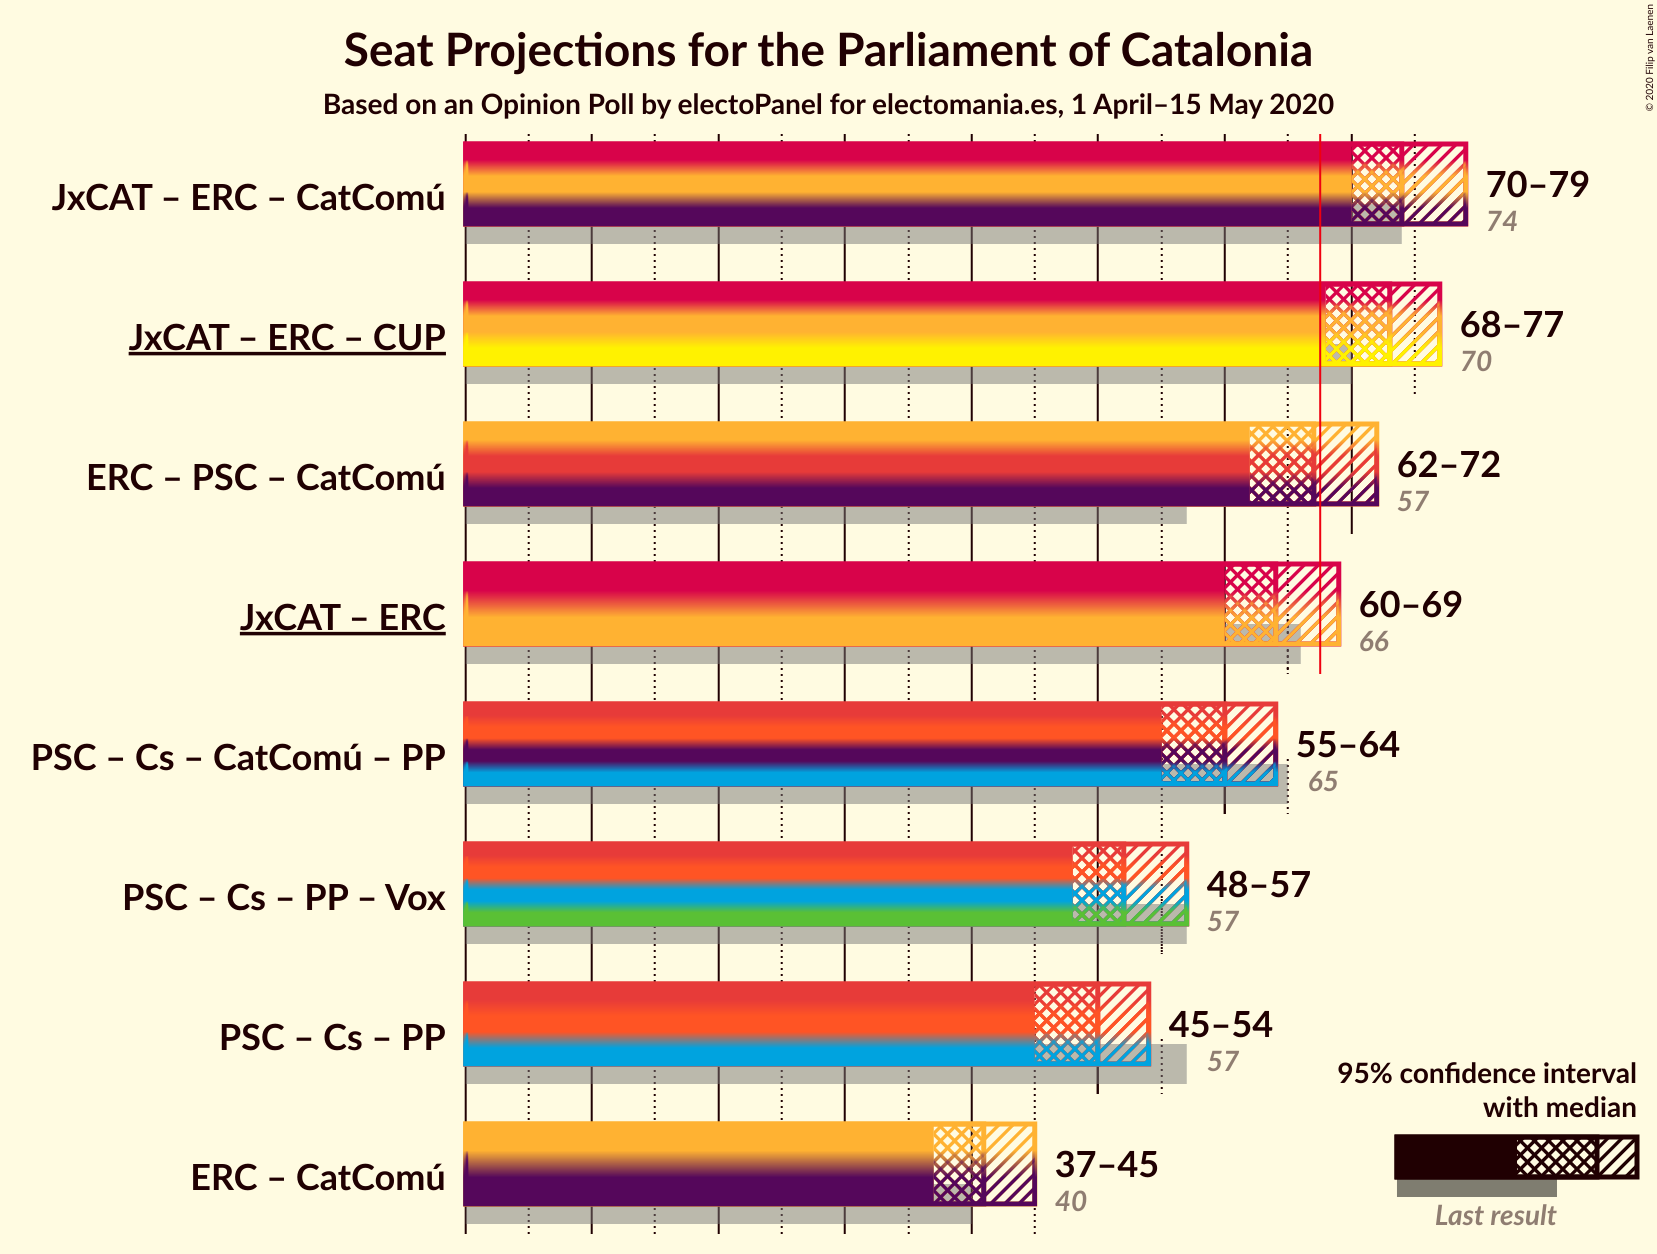 Seat Projections for the Parliament of Catalonia
Based on an Opinion Poll by electoPanel for electomania.es, 1 April–15 May 2020
© 2020 Filip van Laenen
JxCAT – ERC – CatComú
70–79
74
JxCAT – ERC – CUP
68–77
70
ERC – PSC – CatComú
62–72
57
JxCAT – ERC
60–69
66
PSC – Cs – CatComú – PP
55–64
65
PSC – Cs – PP – Vox
48–57
57
PSC – Cs – PP
45–54
57
ERC – CatComú
37–45
40
95% confidence interval
with median
Last result